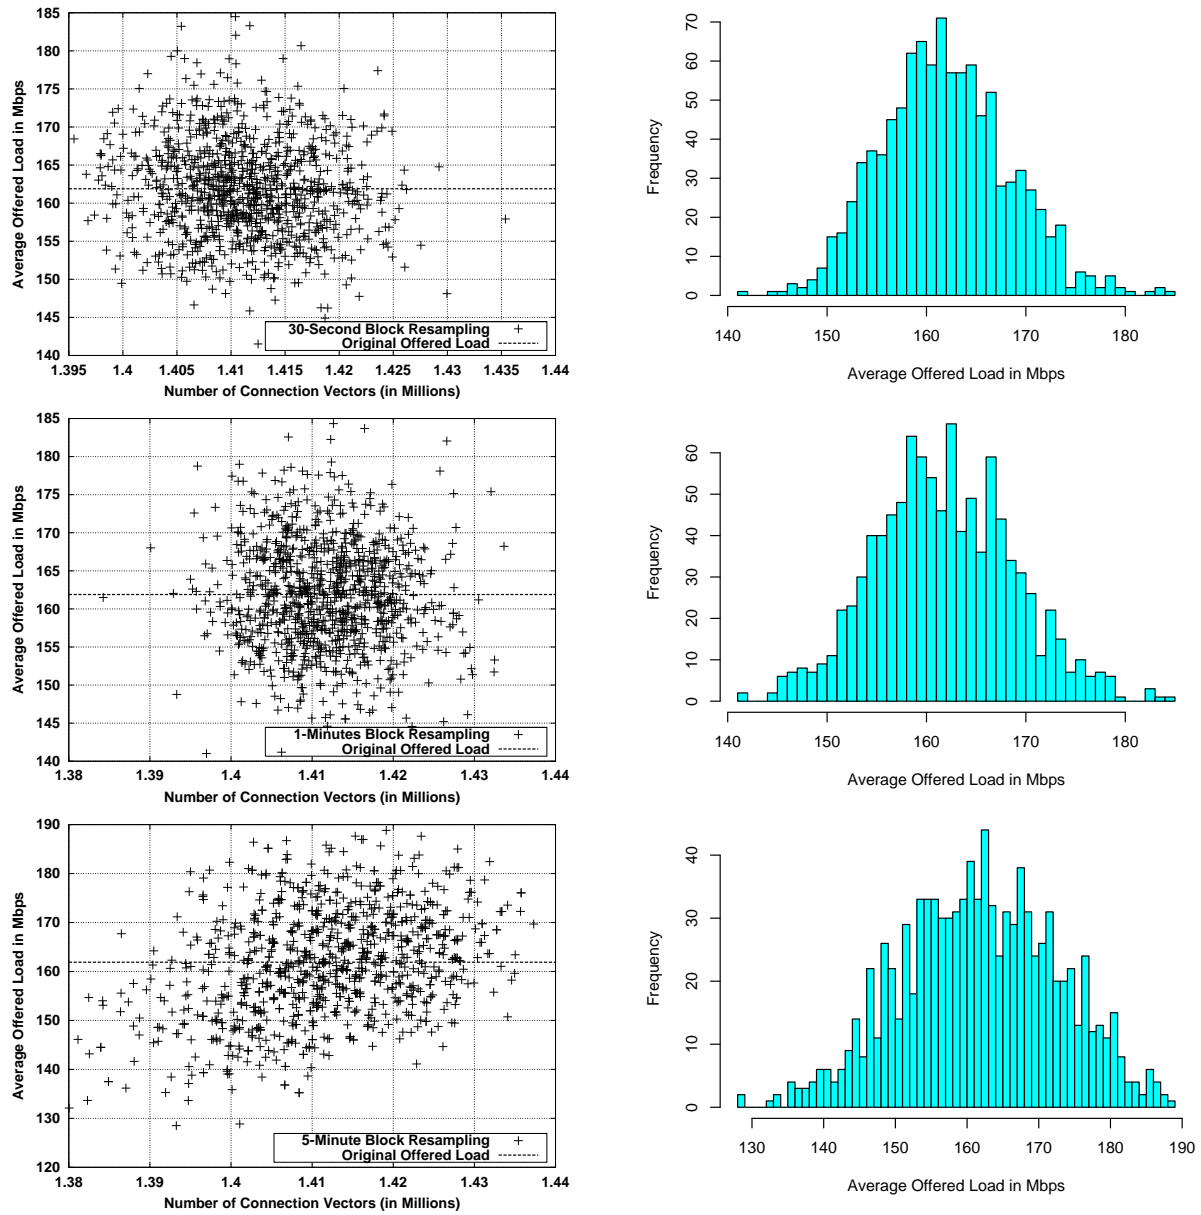 185
180
175
170
165
160
155
150
145
140
Average Offered Load in Mbps
30-Second Block Resampling
Original Offered Load
1.395 1.4 1.405 1.41 1.415 1.42 1.425 1.43 1.435 1.44
Number of Connection Vectors (in Millions)
70
60
50
40
30
20
10
0
Frequency
140 150 160 170 180
Average Offered Load in Mbps
185
180
175
170
165
160
155
150
145
140
Average Offered Load in Mbps
1-Minutes Block Resampling
Original Offered Load
1.38 1.39 1.4 1.41 1.42 1.43 1.44
Number of Connection Vectors (in Millions)
60
50
40
30
20
10
0
Frequency
140 150 160 170 180
Average Offered Load in Mbps
190
180
170
160
150
140
130
120
Average Offered Load in Mbps
5-Minute Block Resampling
Original Offered Load
1.38 1.39 1.4 1.41 1.42 1.43 1.44
Number of Connection Vectors (in Millions)
40
30
20
10
0
Frequency
130 140 150 160 170 180 190
Average Offered Load in Mbps